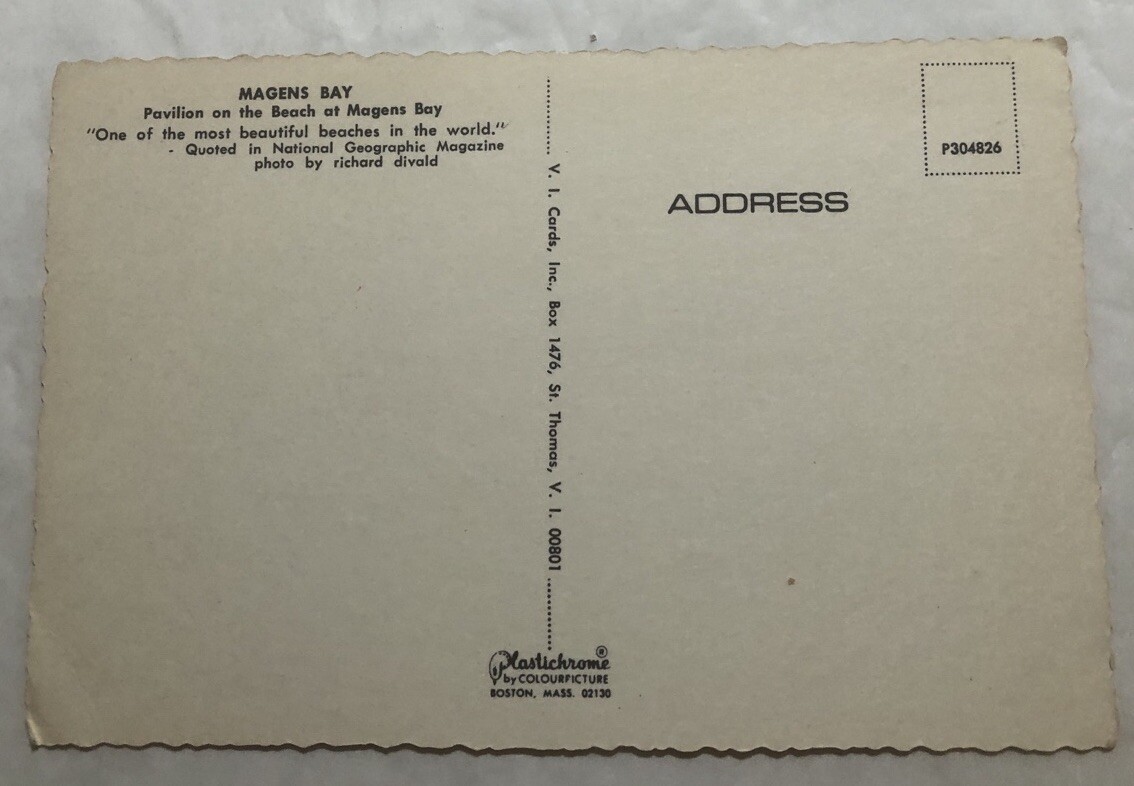 MAGENS BAY
Pavilion on the Beach at Magens Bay
"One of the most beautiful beaches in the world."
- Quoted in National Geographic Magazine
photo by richard divald
V. I. Cards, Inc., Box 1476, St. Thomas, V. I. 00801
P304826
ADDRESS
Plastichrome®
by COLOURPICTURE
BOSTON, MASS. 02130